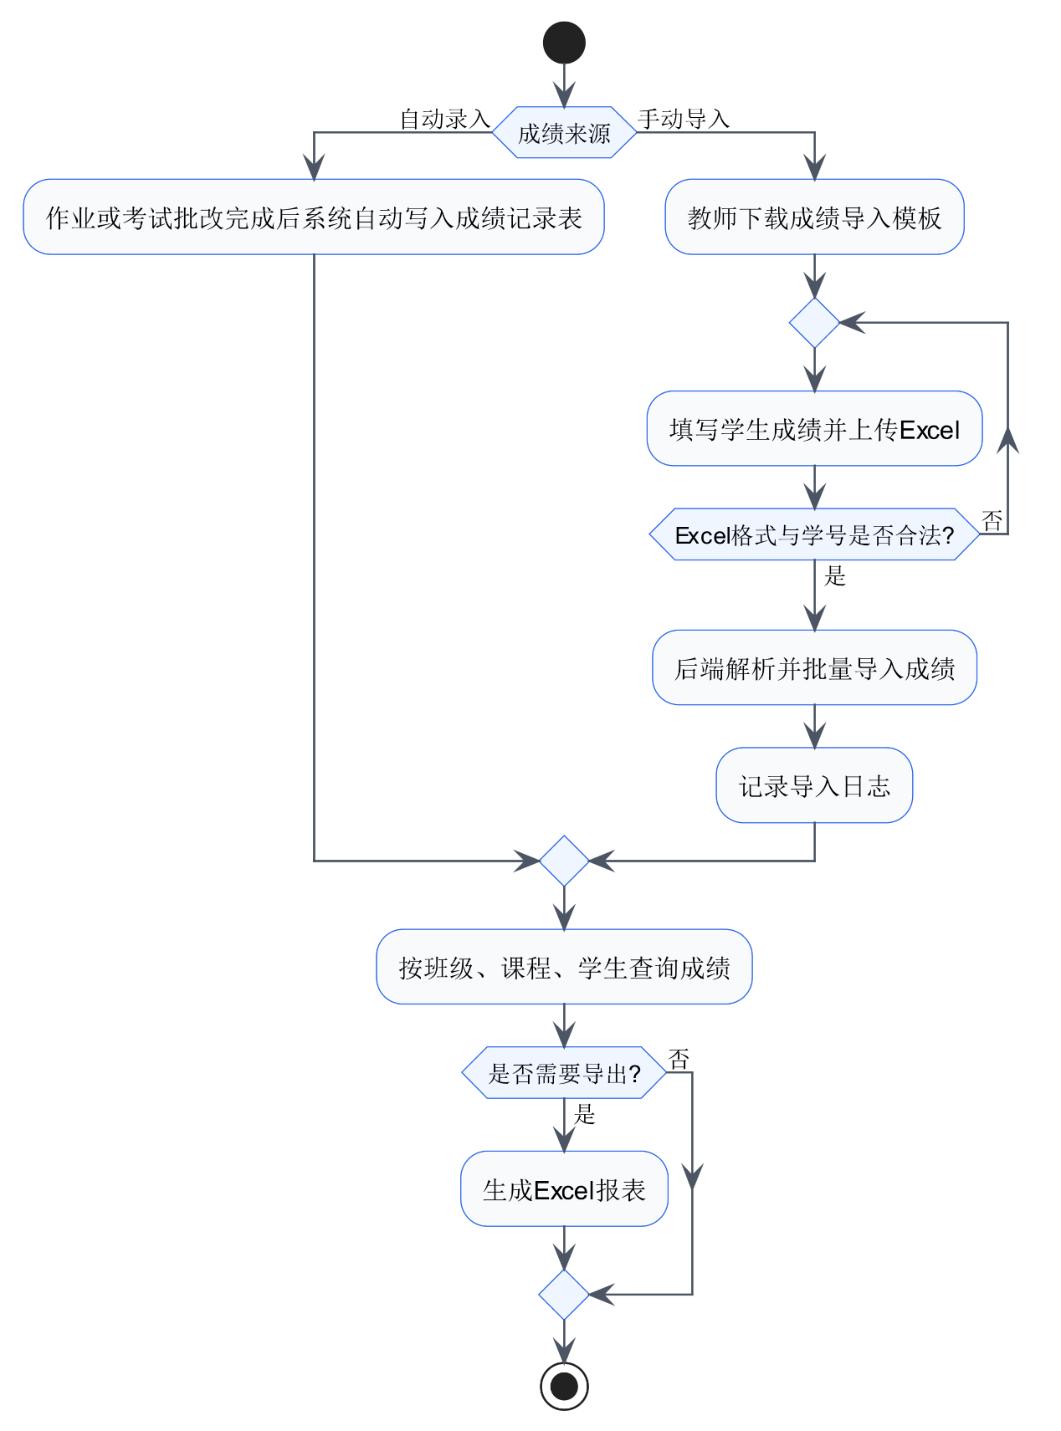 自动录入
成绩来源
手动导入
作业或考试批改完成后系统自动写入成绩记录表
教师下载成绩导入模板
填写学生成绩并上传Excel
Excel格式与学号是否合法?
否
是
后端解析并批量导入成绩
记录导入日志
按班级、课程、学生查询成绩
是否需要导出?
否
是
生成Excel报表